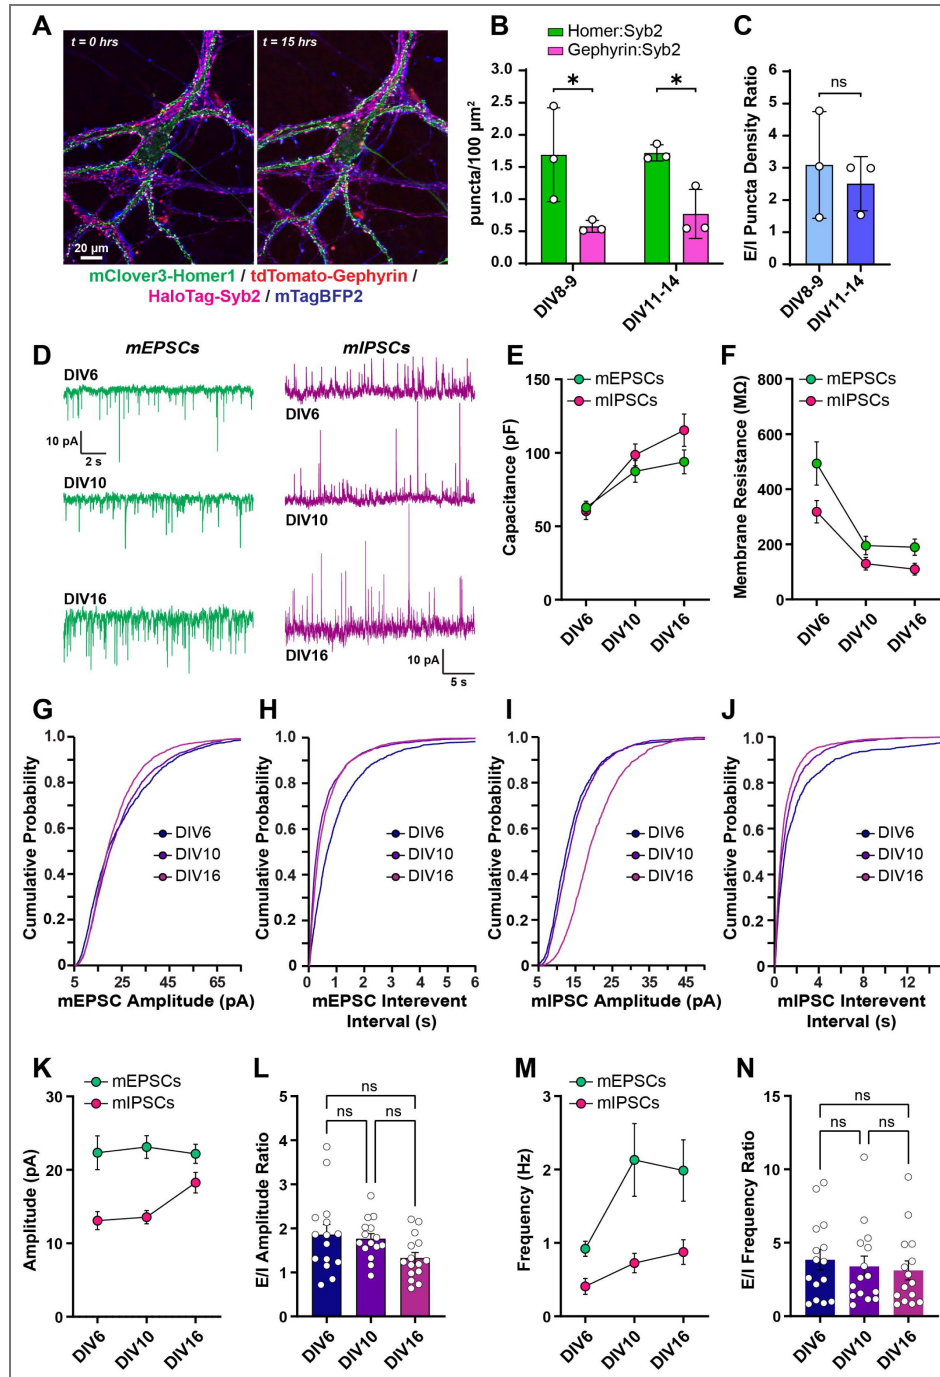 A
t = 0 hrs
t = 15 hrs
20 µm
mClover3-Homer1 / tdTomato-Gephyrin /
HaloTag-Syb2 / mTagBFP2
B
Homer:Syb2
Gephyrin:Syb2
puncta/100 µm²
3.0
2.5
2.0
1.5
1.0
0.5
0.0
*
*
DIV8-9
DIV11-14
C
E/I Puncta Density Ratio
6
5
4
3
2
1
0
ns
DIV8-9
DIV11-14
D
mEPSCs
mIPSCs
DIV6
10 pA
2 s
DIV10
DIV16
DIV6
DIV10
DIV16
10 pA
5 s
E
Capacitance (pF)
150
100
50
0
mEPSCs
mIPSCs
DIV6
DIV10
DIV16
F
Membrane Resistance (MΩ)
800
600
400
200
0
mEPSCs
mIPSCs
DIV6
DIV10
DIV16
G
Cumulative Probability
1.0
0.8
0.6
0.4
0.2
0
DIV6
DIV10
DIV16
5
25
45
65
mEPSC Amplitude (pA)
H
Cumulative Probability
1.0
0.8
0.6
0.4
0.2
0
DIV6
DIV10
DIV16
0
2
4
6
mEPSC Interevent
Interval (s)
I
Cumulative Probability
1.0
0.8
0.6
0.4
0.2
0
DIV6
DIV10
DIV16
5
15
25
35
45
mIPSC Amplitude (pA)
J
Cumulative Probability
1.0
0.8
0.6
0.4
0.2
0
DIV6
DIV10
DIV16
0
4
8
12
mIPSC Interevent
Interval (s)
K
Amplitude (pA)
30
20
10
0
mEPSCs
mIPSCs
DIV6
DIV10
DIV16
L
E/I Amplitude Ratio
5
4
3
2
1
0
ns
ns
ns
DIV6
DIV10
DIV16
M
Frequency (Hz)
3
2
1
0
mEPSCs
mIPSCs
DIV6
DIV10
DIV16
N
E/I Frequency Ratio
15
10
5
0
ns
ns
ns
DIV6
DIV10
DIV16